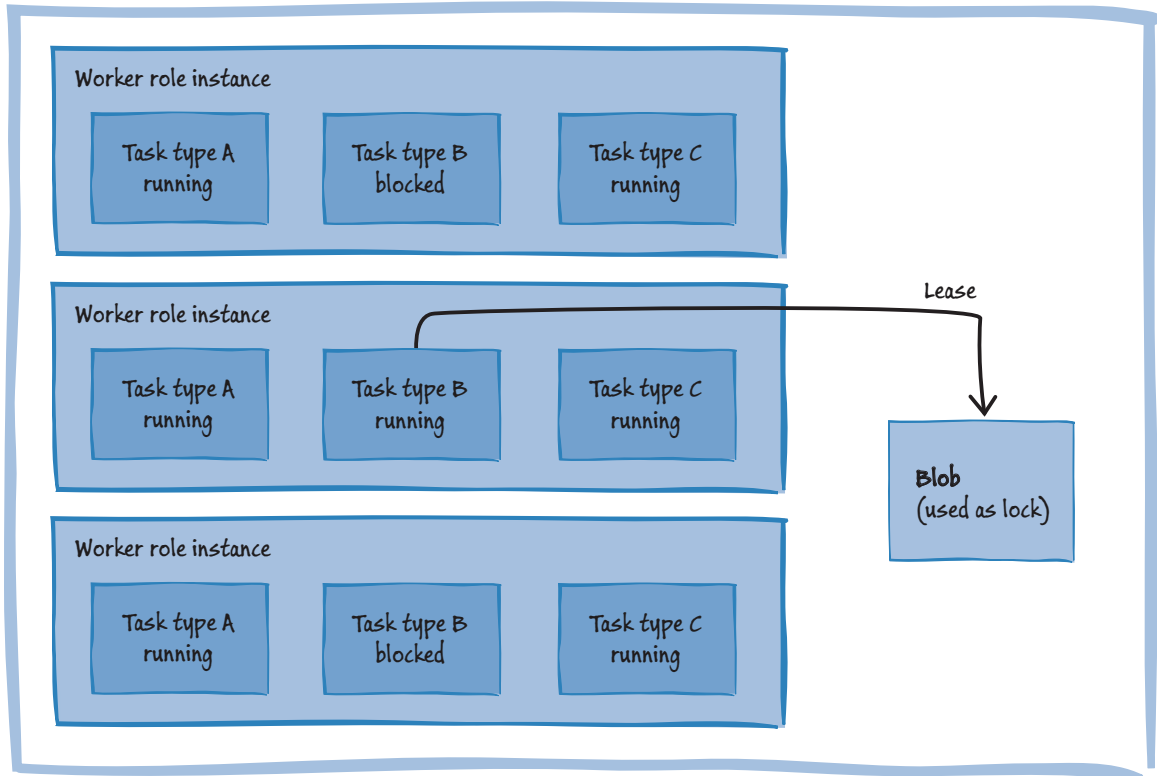 Worker role instance
Task type A
running
Task type B
blocked
Task type C
running
Worker role instance
Lease
Task type A
running
Task type B
running
Task type C
running
Blob
(used as lock)
Worker role instance
Task type A
running
Task type B
blocked
Task type C
running